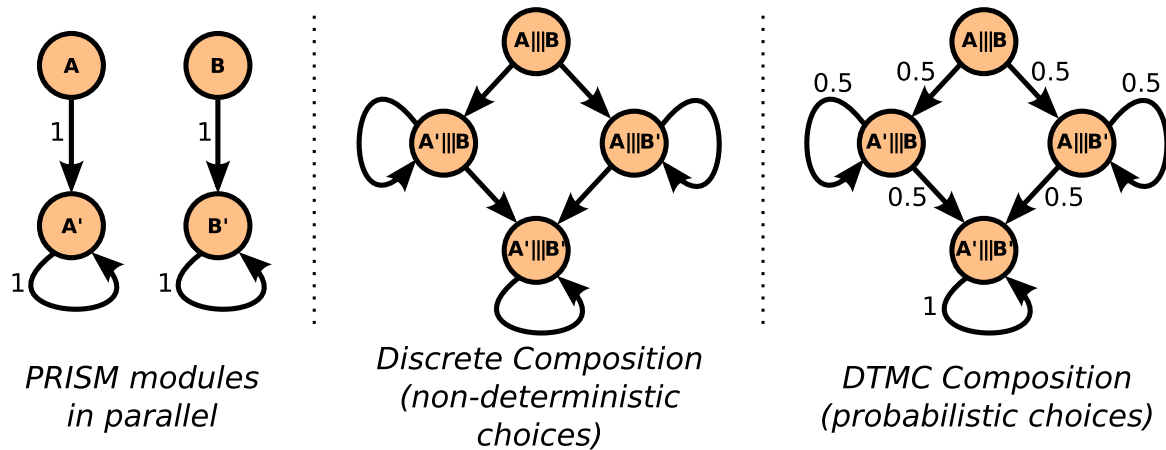 A
B
1
1
A'
B'
1
1
PRISM modules
in parallel
A|||B
A'|||B
A|||B'
A'|||B'
Discrete Composition
(non-deterministic
choices)
A|||B
0.5
0.5
0.5
0.5
A'|||B
A|||B'
0.5
0.5
A'|||B'
1
DTMC Composition
(probabilistic choices)